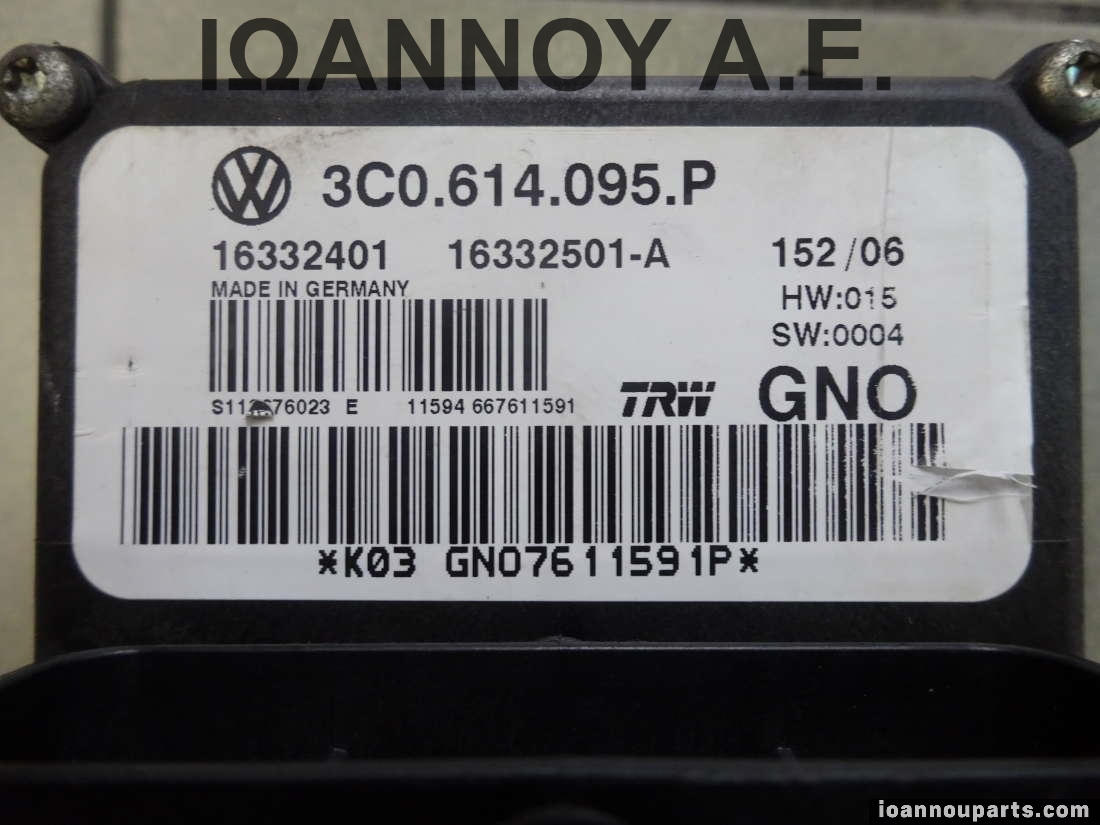 ΙΩΑΝΝΟΥ Α.Ε.
3C0.614.095.P
16332401 16332501-A 152/06
MADE IN GERMANY
HW:015
SW:0004
E 11594 667611591
TRW GNO
*K03 GNO7611591P*
ioannouparts.com